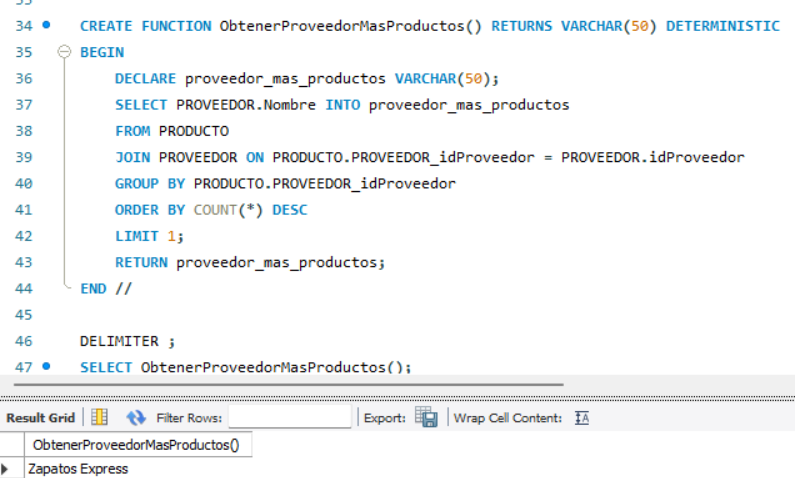 34 CREATE FUNCTION ObtenerProveedorMasProductos() RETURNS VARCHAR(50) DETERMINISTIC
35 BEGIN
36 DECLARE proveedor_mas_productos VARCHAR(50);
37 SELECT PROVEEDOR.Nombre INTO proveedor_mas_productos
38 FROM PRODUCTO
39 JOIN PROVEEDOR ON PRODUCTO.PROVEEDOR_idProveedor = PROVEEDOR.idProveedor
40 GROUP BY PRODUCTO.PROVEEDOR_idProveedor
41 ORDER BY COUNT(*) DESC
42 LIMIT 1;
43 RETURN proveedor_mas_productos;
44 END //
45
46 DELIMITER ;
47 SELECT ObtenerProveedorMasProductos();
Result Grid Filter Rows: Export: Wrap Cell Content:
ObtenerProveedorMasProductos()
Zapatos Express